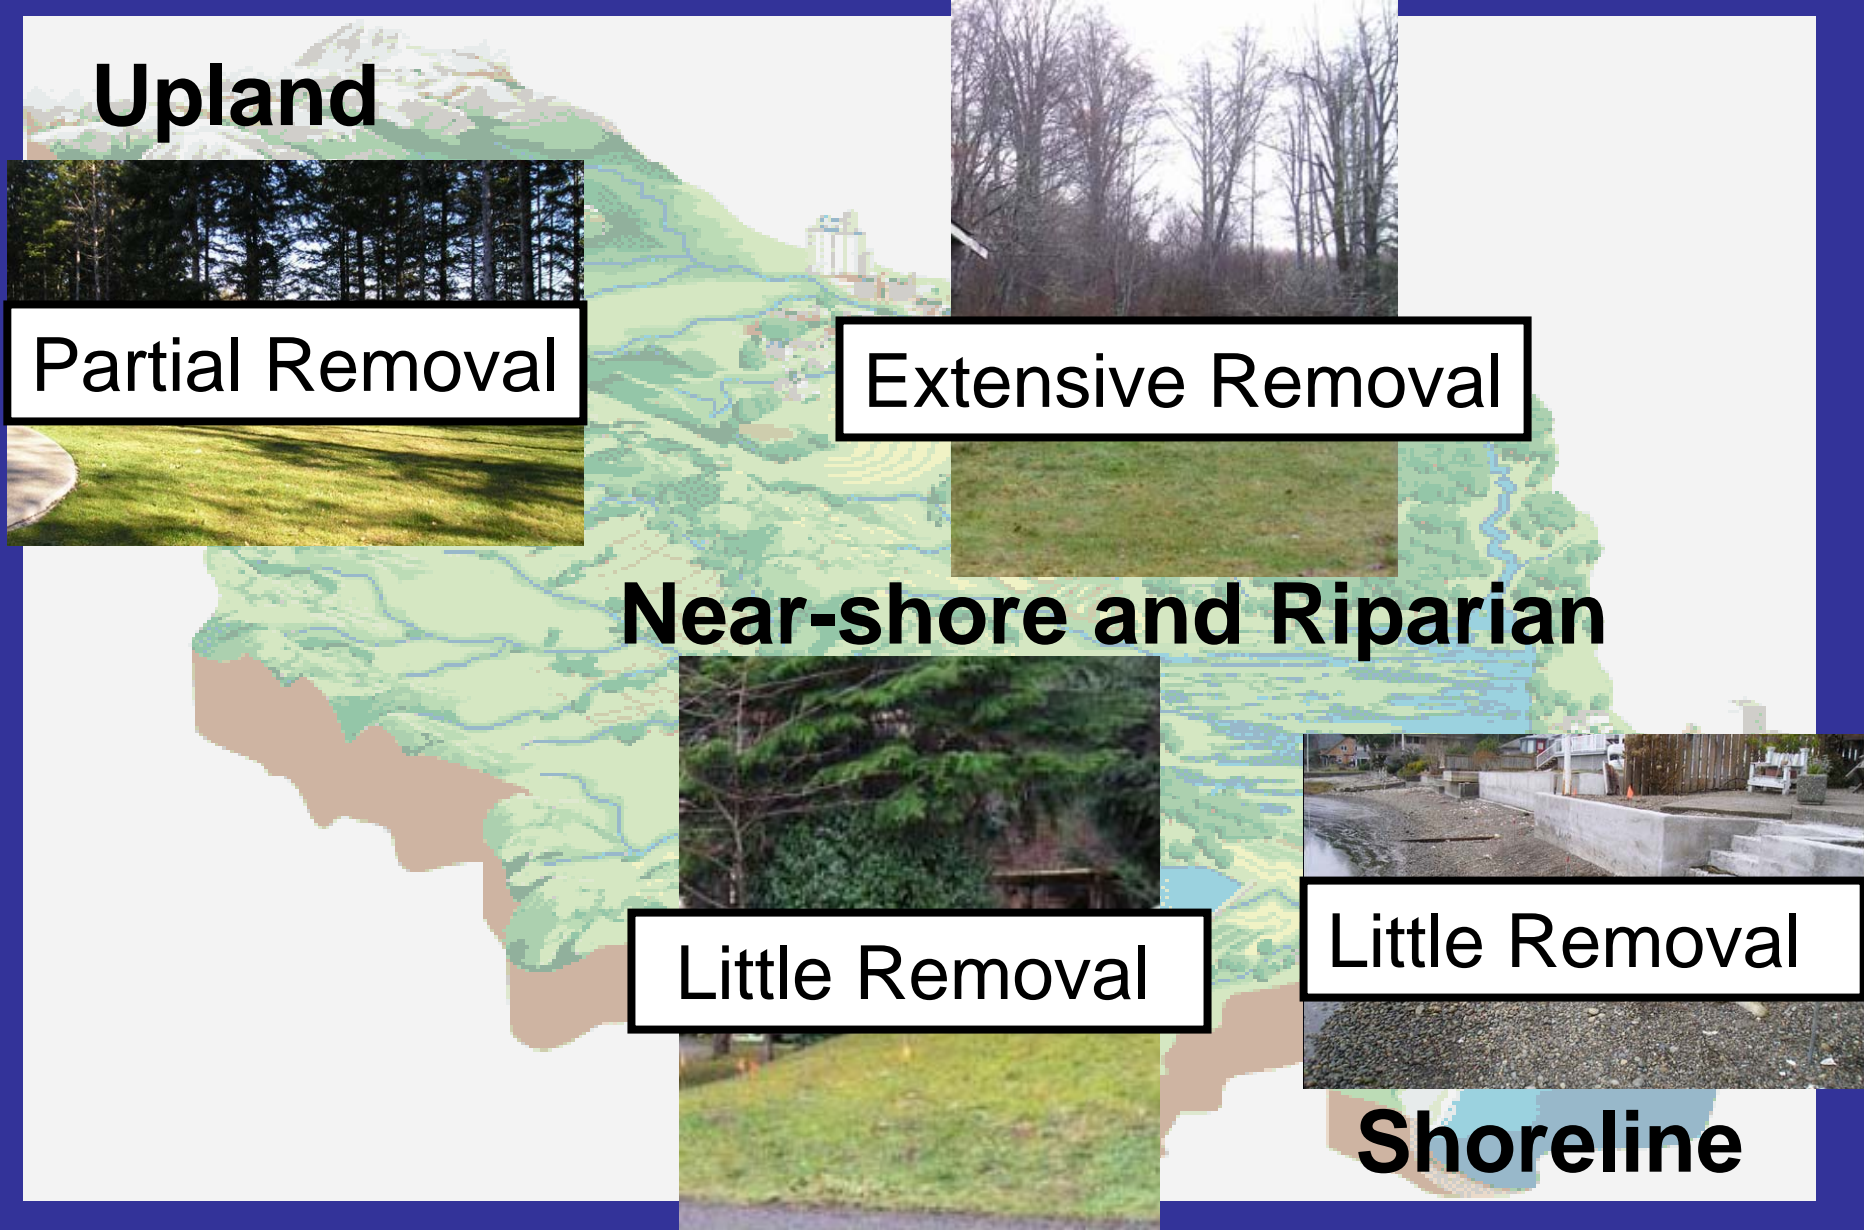 Upland
Partial Removal
Extensive Removal
Near-shore and Riparian
Little Removal
Little Removal
Shoreline